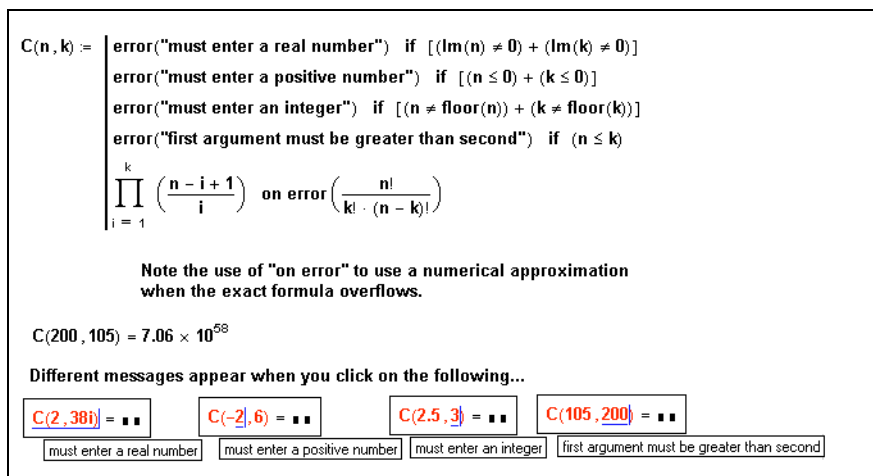 C(n , k) := error("must enter a real number") if [(Im(n) ≠ 0) + (Im(k) ≠ 0)]
error("must enter a positive number") if [(n ≤ 0) + (k ≤ 0)]
error("must enter an integer") if [(n ≠ floor(n)) + (k ≠ floor(k))]
error("first argument must be greater than second") if (n ≤ k)
k
∏ (n − i + 1 / i) on error (n! / k! · (n − k)!)
i = 1
Note the use of "on error" to use a numerical approximation
when the exact formula overflows.
C(200 , 105) = 7.06 × 10^58
Different messages appear when you click on the following...
C(2 , 38i) = ▪ ▪ C(−2 , 6) = ▪ ▪ C(2.5 , 3) = ▪ ▪ C(105 , 200) = ▪ ▪
must enter a real number must enter a positive number must enter an integer first argument must be greater than second